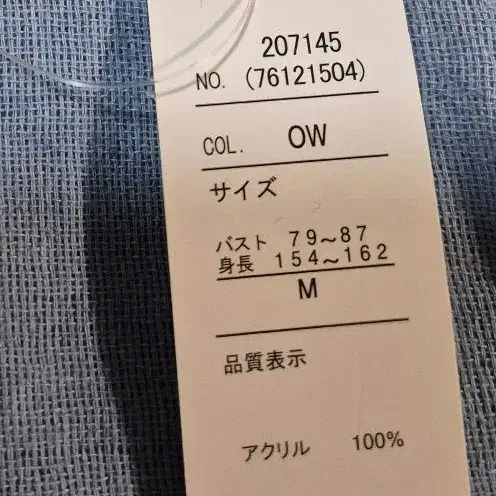 207145
NO. (76121504)
COL. OW
サイズ
バスト 79~87
身長 154~162
M
品質表示
アクリル 100%